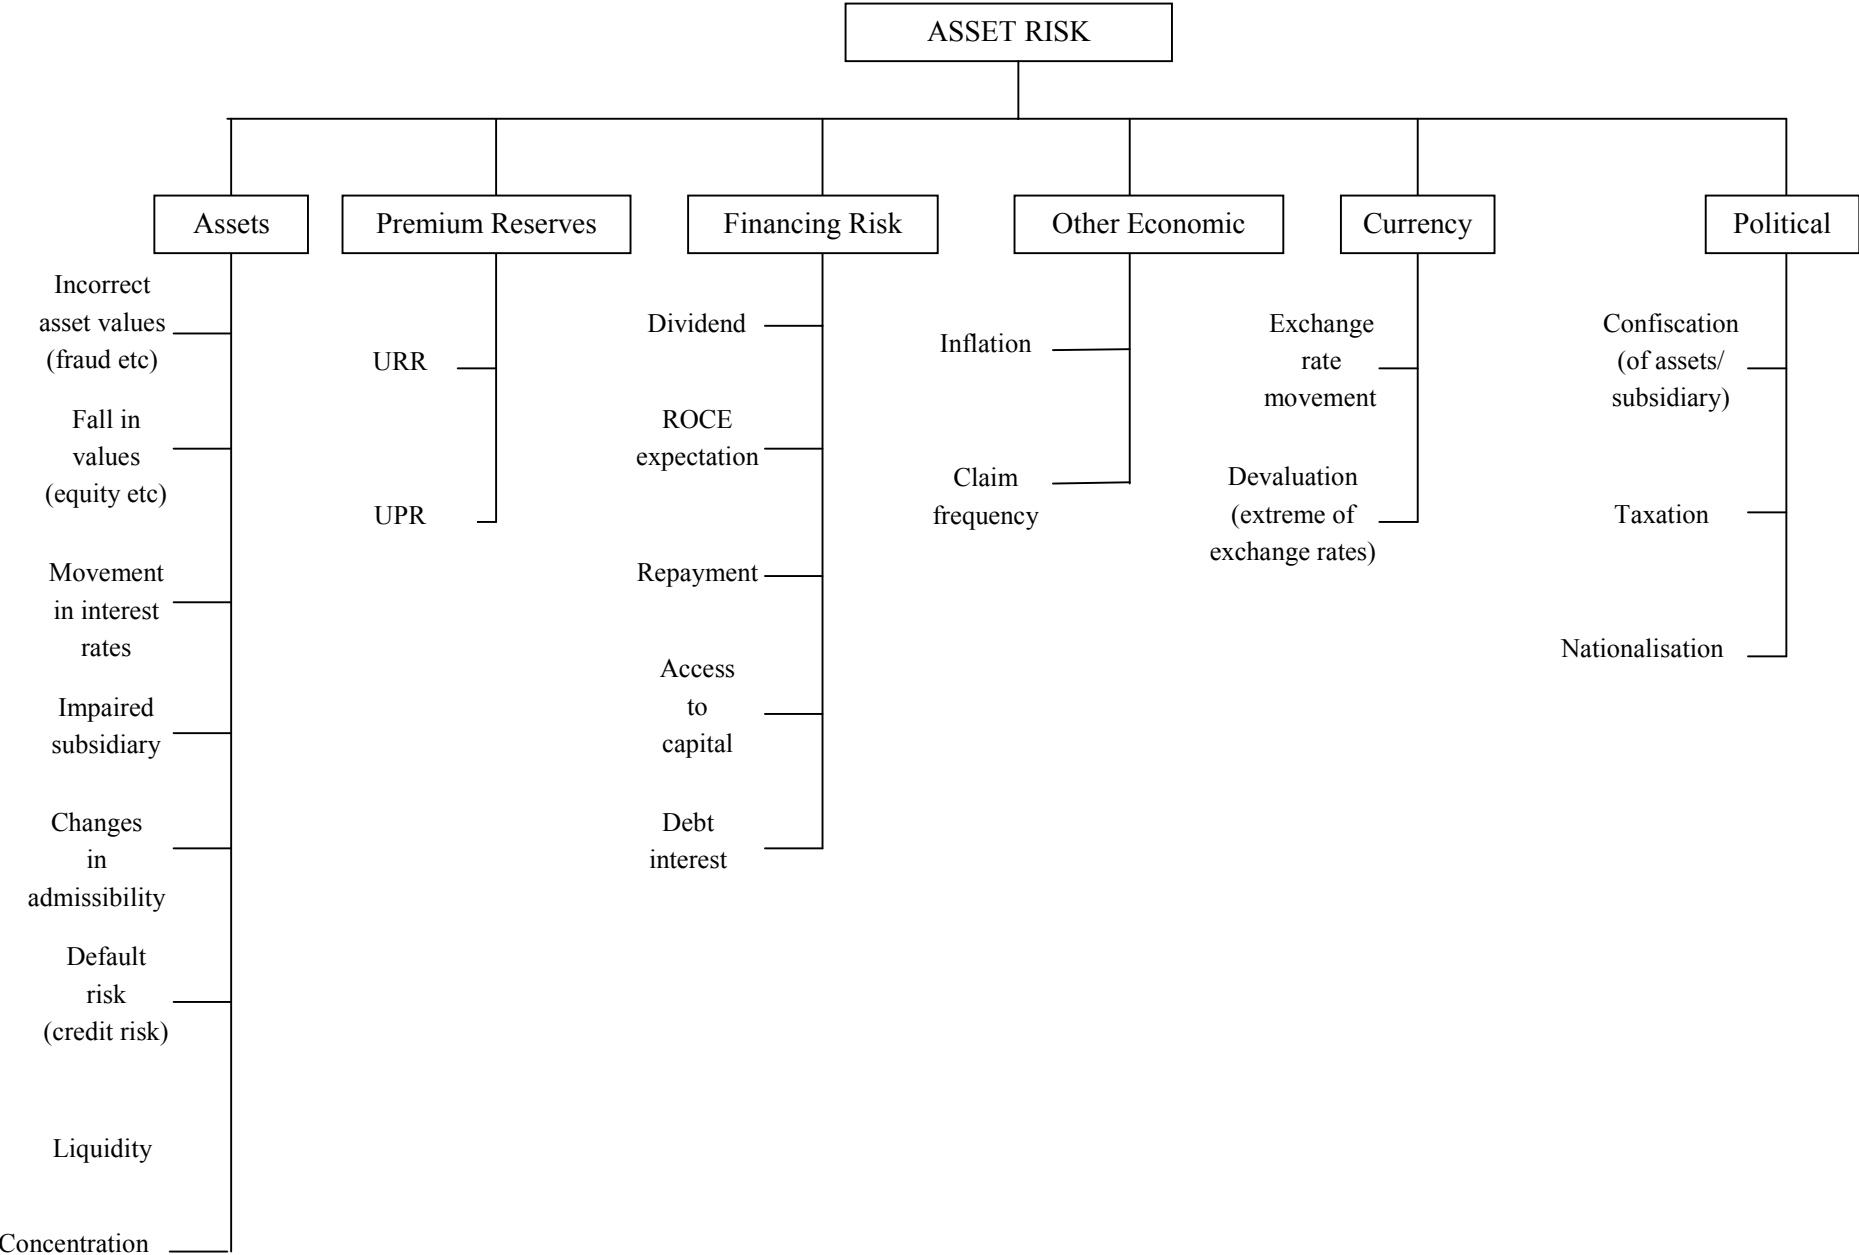 ASSET RISK
Assets
Premium Reserves
Financing Risk
Other Economic
Currency
Political
Incorrect
asset values
(fraud etc)
Fall in
values
(equity etc)
Movement
in interest
rates
Impaired
subsidiary
Changes
in
admissibility
Default
risk
(credit risk)
Liquidity
Concentration
URR
UPR
Dividend
ROCE
expectation
Repayment
Access
to
capital
Debt
interest
Inflation
Claim
frequency
Exchange
rate
movement
Devaluation
(extreme of
exchange rates)
Confiscation
(of assets/
subsidiary)
Taxation
Nationalisation